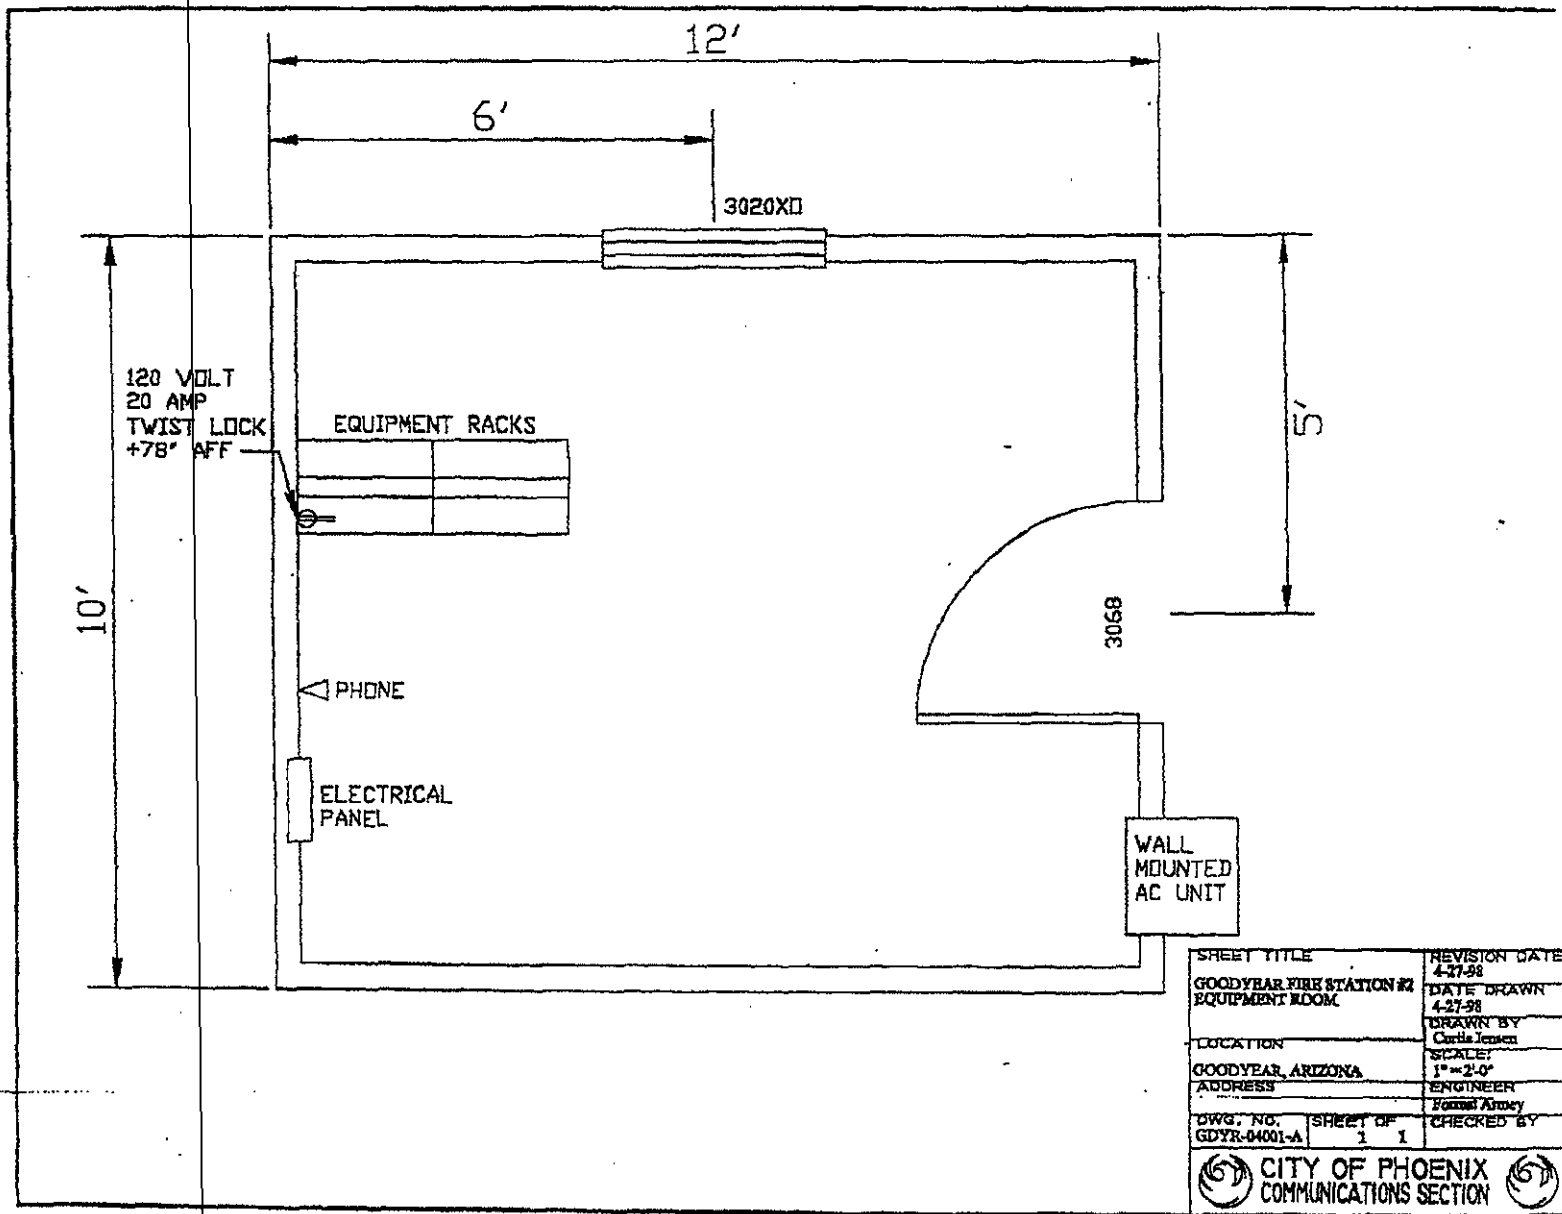 12'
6'
3020XO
120 VOLT
20 AMP
TWIST LOCK
+78" AFF
EQUIPMENT RACKS
5'
10'
3068
PHONE
ELECTRICAL
PANEL
WALL
MOUNTED
AC UNIT
SHEET TITLE
GOODYEAR FIRE STATION #2
EQUIPMENT ROOM
REVISION DATE
4-27-98
DATE DRAWN
4-27-98
DRAWN BY
Curtis Jensen
LOCATION
GOODYEAR, ARIZONA
SCALE:
1"=2'-0"
ADDRESS
ENGINEER
DWG. NO.
GDYR-04001-A
SHEET OF
1 1
CHECKED BY
CITY OF PHOENIX
COMMUNICATIONS SECTION